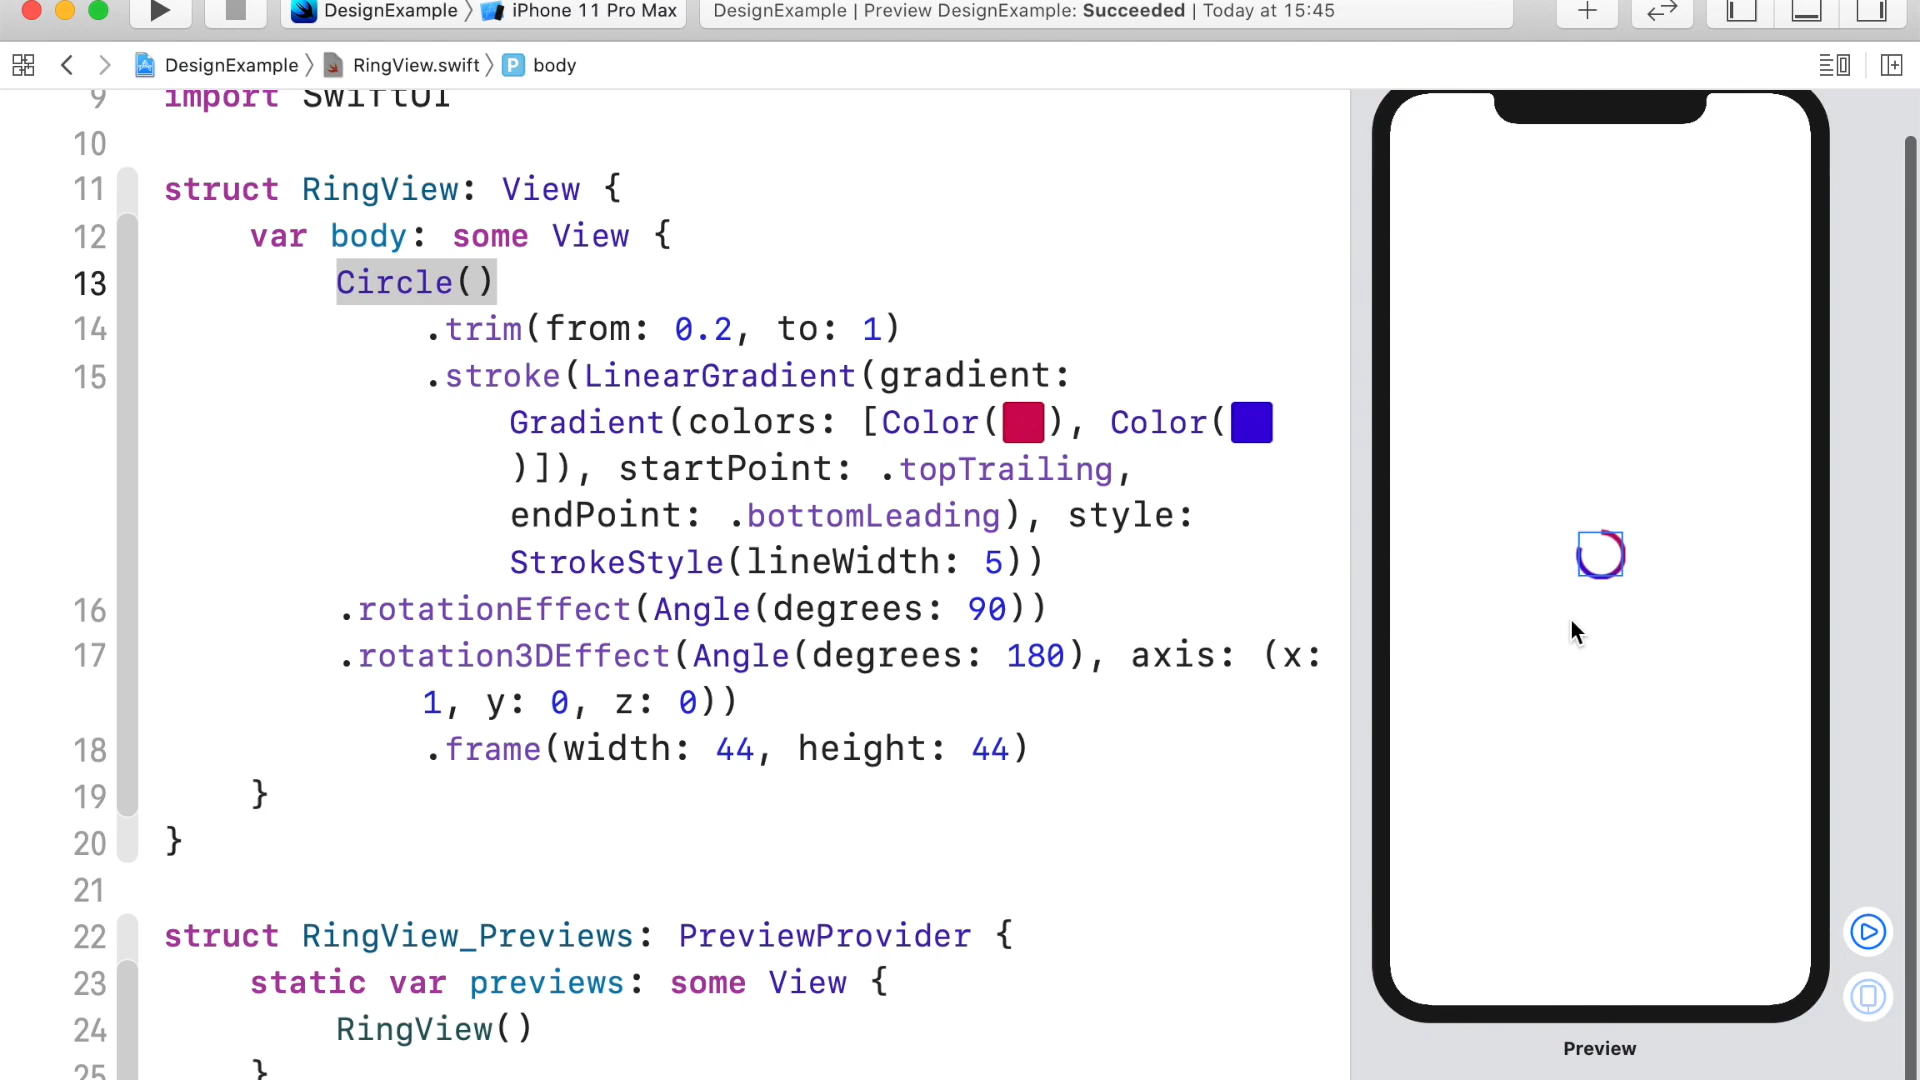 DesignExample 〉 iPhone 11 Pro Max
DesignExample | Preview DesignExample: Succeeded | Today at 15:45
DesignExample 〉 RingView.swift 〉 P body
9 import SwiftUI
10
11 struct RingView: View {
12 var body: some View {
13 Circle()
14 .trim(from: 0.2, to: 1)
15 .stroke(LinearGradient(gradient:
Gradient(colors: [Color( ), Color(
)]), startPoint: .topTrailing,
endPoint: .bottomLeading), style:
StrokeStyle(lineWidth: 5))
16 .rotationEffect(Angle(degrees: 90))
17 .rotation3DEffect(Angle(degrees: 180), axis: (x:
1, y: 0, z: 0))
18 .frame(width: 44, height: 44)
19 }
20 }
21
22 struct RingView_Previews: PreviewProvider {
23 static var previews: some View {
24 RingView()
25 }
Preview